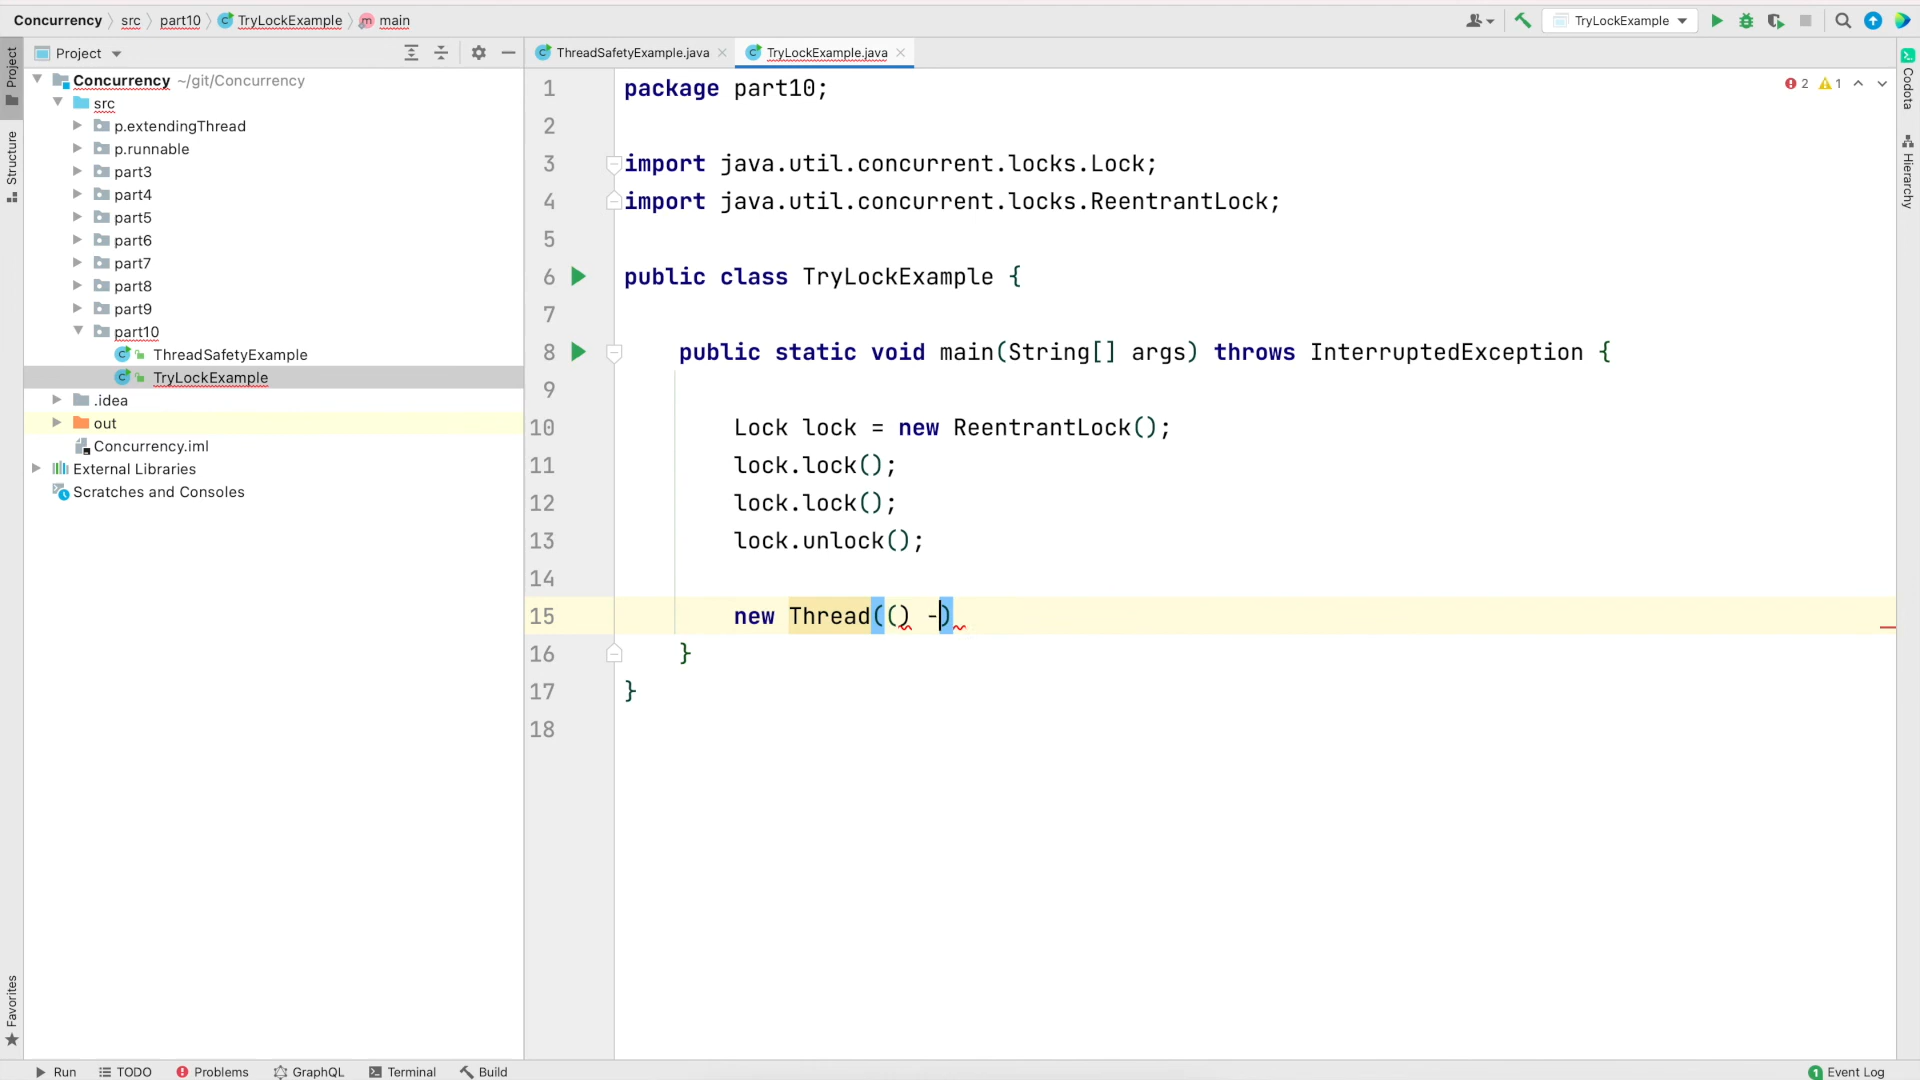 Concurrency src part10 TryLockExample main
TryLockExample
Project
ThreadSafetyExample.java
TryLockExample.java
Project
Structure
Favorites
Concurrency ~/git/Concurrency
src
p.extendingThread
p.runnable
part3
part4
part5
part6
part7
part8
part9
part10
ThreadSafetyExample
TryLockExample
.idea
out
Concurrency.iml
External Libraries
Scratches and Consoles
2 1
1 package part10;
2
3 import java.util.concurrent.locks.Lock;
4 import java.util.concurrent.locks.ReentrantLock;
5
6 public class TryLockExample {
7
8 public static void main(String[] args) throws InterruptedException {
9
10 Lock lock = new ReentrantLock();
11 lock.lock();
12 lock.lock();
13 lock.unlock();
14
15 new Thread(() -)
16 }
17 }
18
Codota
Hierarchy
Run TODO Problems GraphQL Terminal Build
1 Event Log